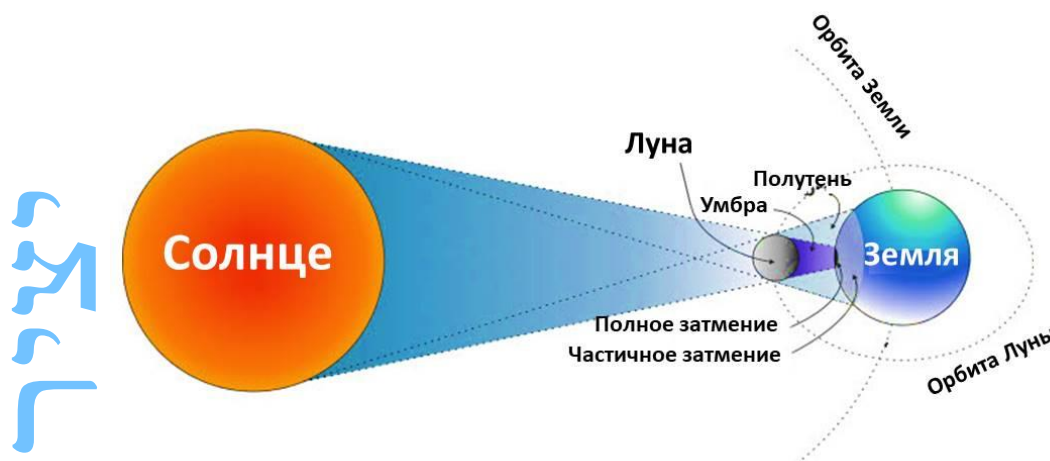 Орбита Земли
Луна
Полутень
Умбра
Солнце
Земля
Полное затмение
Частичное затмение
Орбита Луны